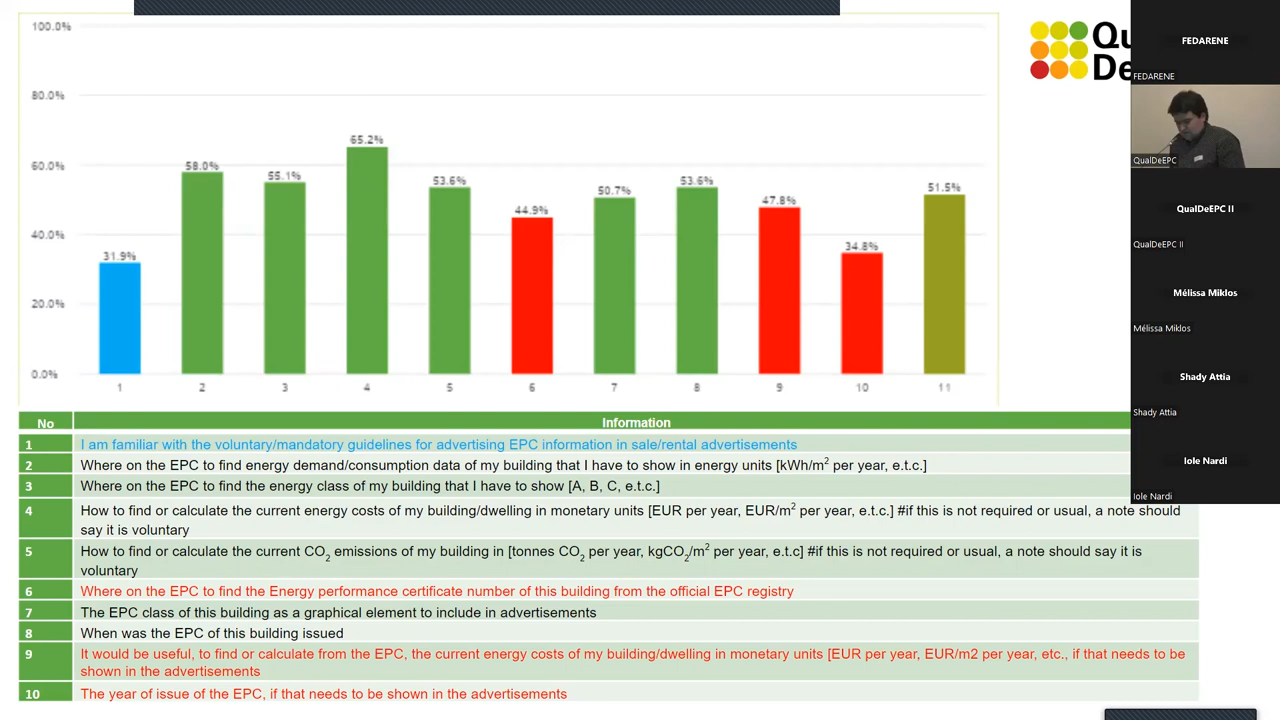 100.0%
80.0%
60.0%
40.0%
20.0%
0.0%
31.9%
58.0%
55.1%
65.2%
53.6%
44.9%
50.7%
53.6%
47.8%
34.8%
51.5%
1 2 3 4 5 6 7 8 9 10 11
No Information
1 I am familiar with the voluntary/mandatory guidelines for advertising EPC information in sale/rental advertisements
2 Where on the EPC to find energy demand/consumption data of my building that I have to show in energy units [kWh/m² per year, e.t.c.]
3 Where on the EPC to find the energy class of my building that I have to show [A, B, C, e.t.c.]
4 How to find or calculate the current energy costs of my building/dwelling in monetary units [EUR per year, EUR/m² per year, e.t.c.] #if this is not required or usual, a note should
say it is voluntary
5 How to find or calculate the current CO₂ emissions of my building in [tonnes CO₂ per year, kgCO₂/m² per year, e.t.c] #if this is not required or usual, a note should say it is
voluntary
6 Where on the EPC to find the Energy performance certificate number of this building from the official EPC registry
7 The EPC class of this building as a graphical element to include in advertisements
8 When was the EPC of this building issued
9 It would be useful, to find or calculate from the EPC, the current energy costs of my building/dwelling in monetary units [EUR per year, EUR/m2 per year, etc., if that needs to be
shown in the advertisements
10 The year of issue of the EPC, if that needs to be shown in the advertisements
FEDARENE
FEDARENE
QualDeEPC
QualDeEPC II
QualDeEPC II
Mélissa Miklos
Mélissa Miklos
Shady Attia
Shady Attia
Iole Nardi
Iole Nardi